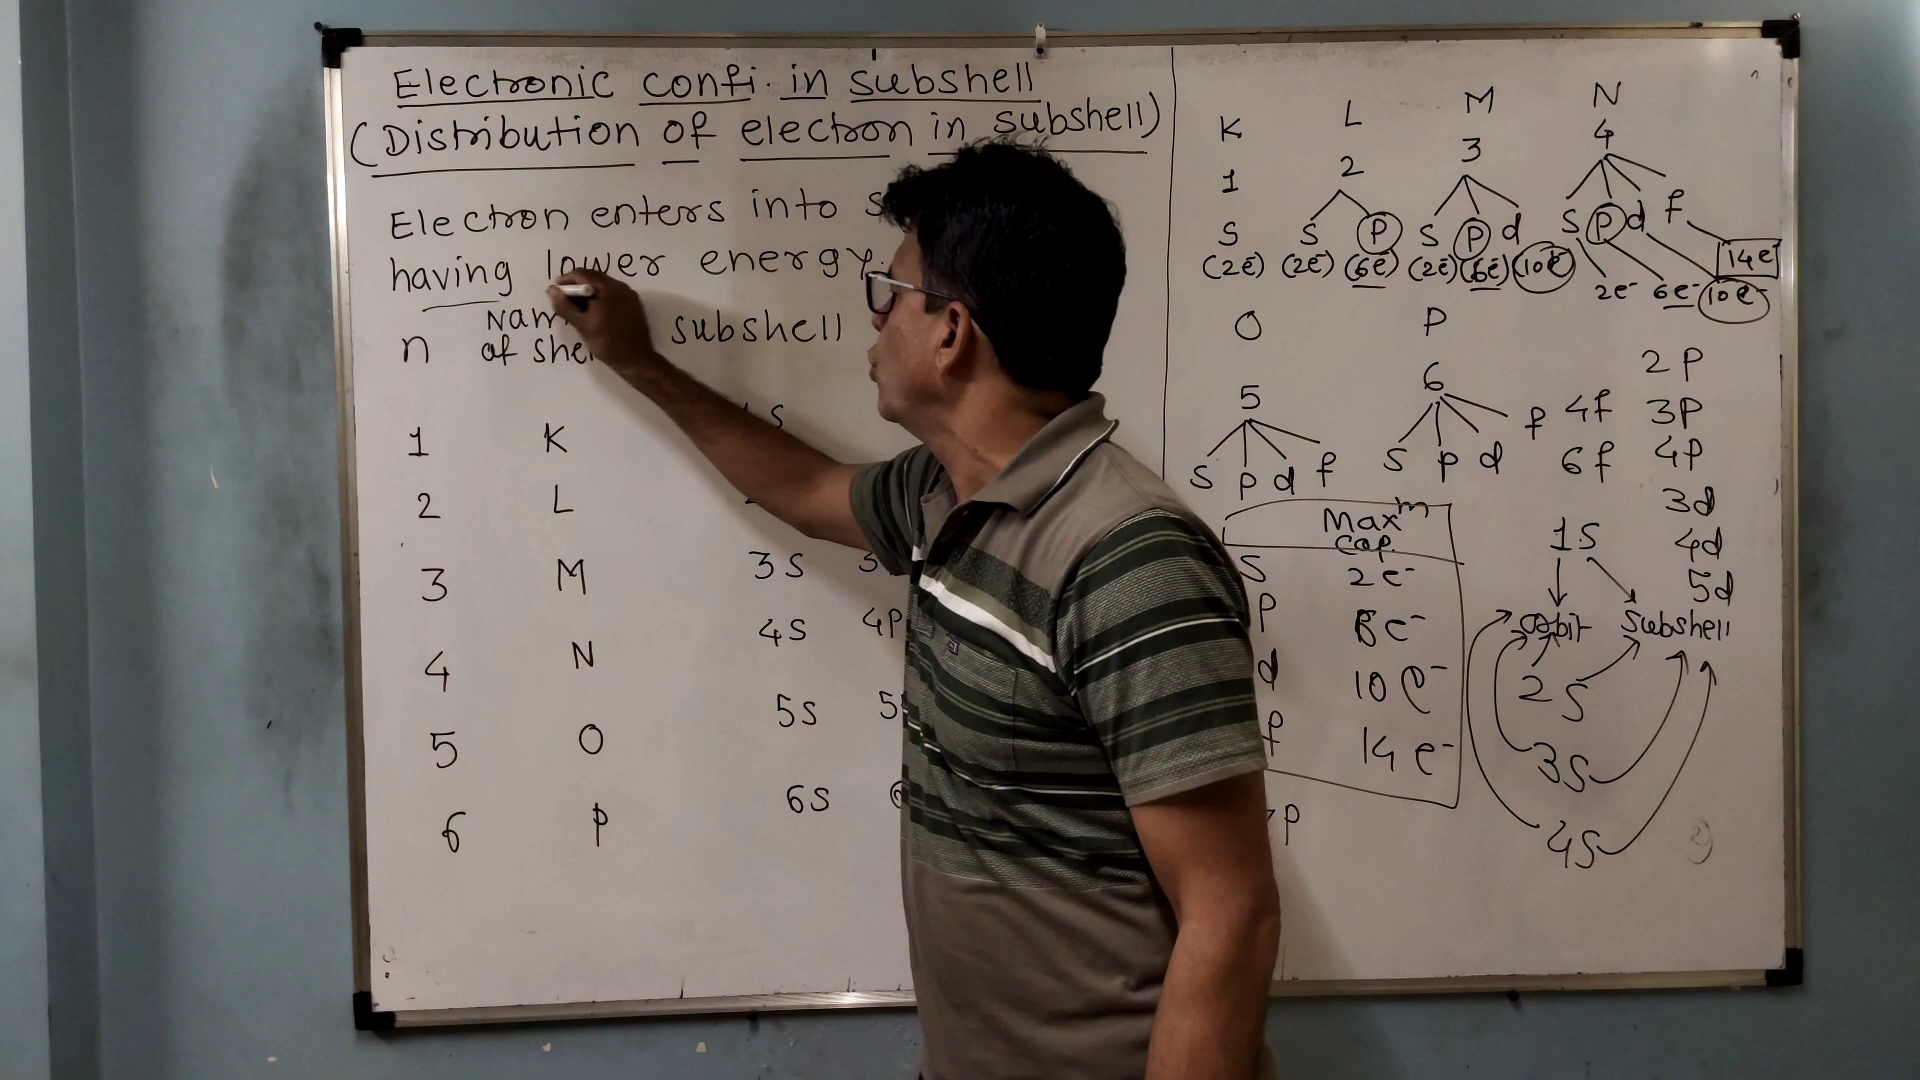 Electronic confi. in subshell
(Distribution of electron in subshell)
Electron enters into
having lower energy.
n
of
subshell
1 K
2 L
3 M 3s
4 N 4s 4p
5 O 5s
6 P 6s
K L M N
1 2 3 4
s s p s p d s p d f
(2e) (2e) (6e) (2e) (6e) (10e) 14e
2e⁻ 6e⁻ 10e⁻
O P
5 6
s p d f s p d f
Maxᵐ
Cap.
s 2e⁻
p 6e⁻
d 10e⁻
f 14e⁻
p
4f
6f
2p
3p
4p
3d
4d
5d
1s
orbit subshell
2s
3s
4s